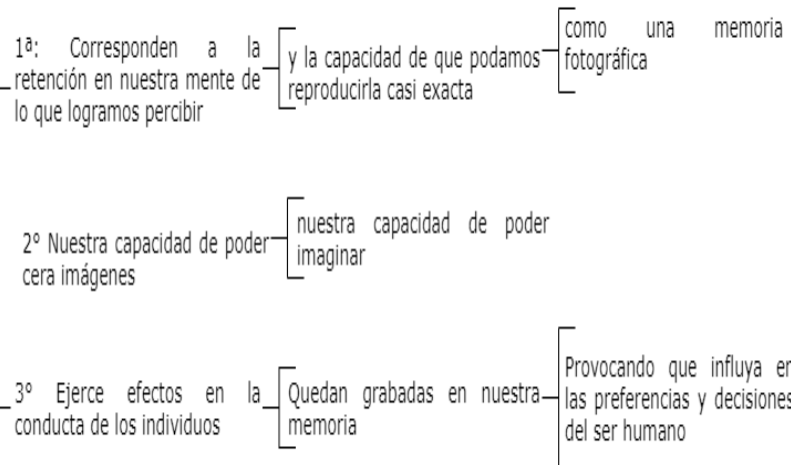 1ª: Corresponden a la
retención en nuestra mente de
lo que logramos percibir
y la capacidad de que podamos
reproducirla casi exacta
como una memoria
fotográfica
2º Nuestra capacidad de poder
cera imágenes
nuestra capacidad de poder
imaginar
3º Ejerce efectos en la
conducta de los individuos
Quedan grabadas en nuestra
memoria
Provocando que influya en
las preferencias y decisiones
del ser humano